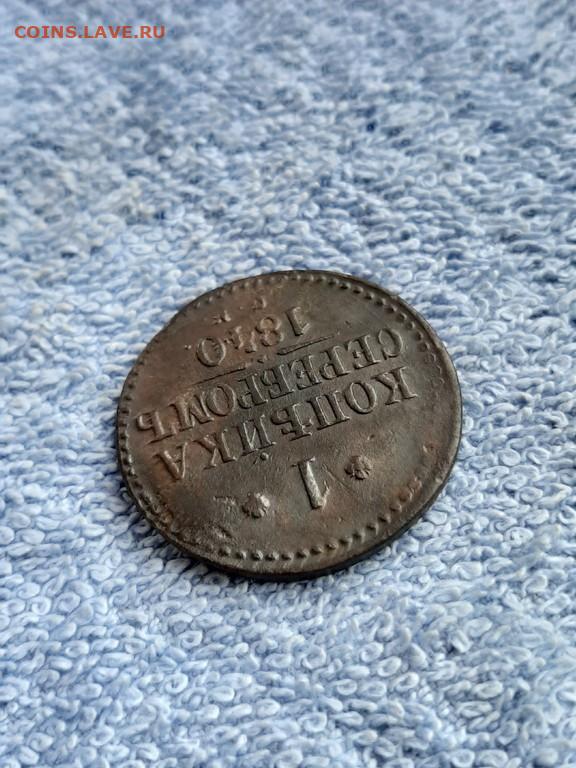 COINS.LAVE.RU
* 1 *
КОПѢЙКА
СЕРЕБРОМЪ
1840